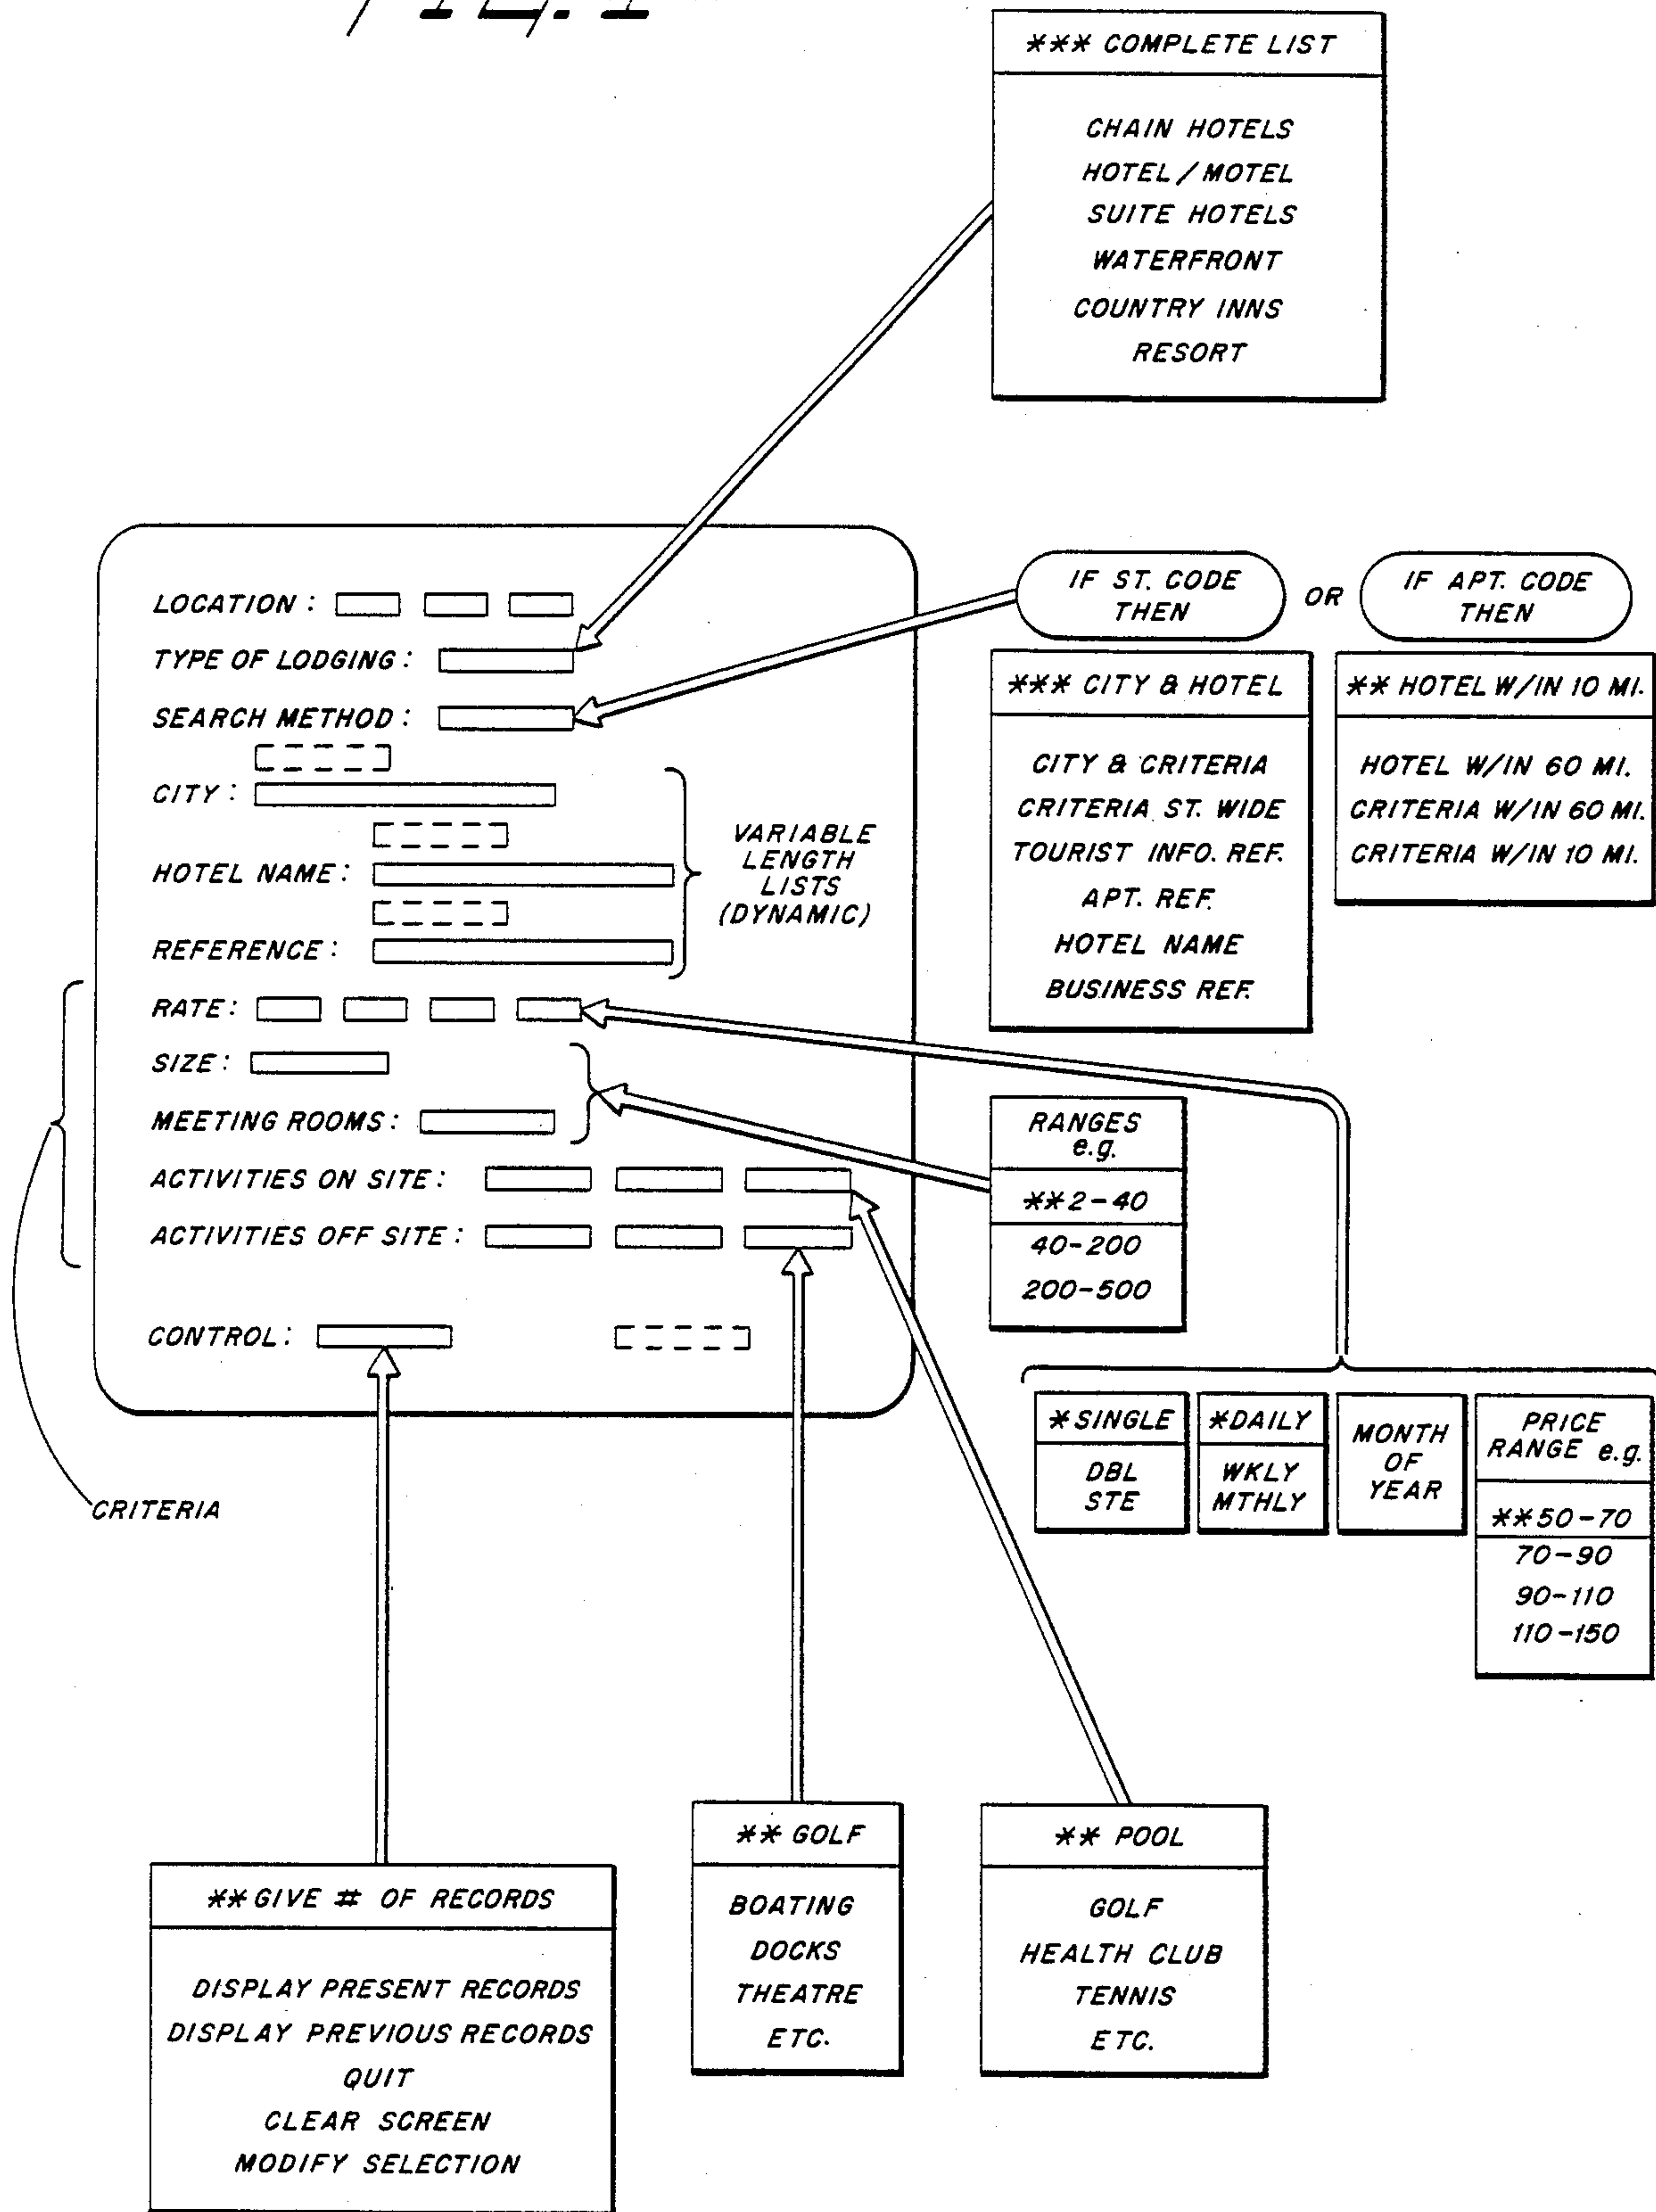 *** COMPLETE LIST
CHAIN HOTELS
HOTEL / MOTEL
SUITE HOTELS
WATERFRONT
COUNTRY INNS
RESORT
LOCATION :
TYPE OF LODGING :
SEARCH METHOD :
CITY :
HOTEL NAME :
REFERENCE :
VARIABLE
LENGTH
LISTS
(DYNAMIC)
RATE :
SIZE :
MEETING ROOMS :
ACTIVITIES ON SITE :
ACTIVITIES OFF SITE :
CONTROL :
CRITERIA
IF ST. CODE
THEN
OR
IF APT. CODE
THEN
*** CITY & HOTEL
CITY & CRITERIA
CRITERIA ST. WIDE
TOURIST INFO. REF.
APT. REF.
HOTEL NAME
BUSINESS REF.
** HOTEL W/IN 10 MI.
HOTEL W/IN 60 MI.
CRITERIA W/IN 60 MI.
CRITERIA W/IN 10 MI.
RANGES
e.g.
**2-40
40-200
200-500
*SINGLE
DBL
STE
*DAILY
WKLY
MTHLY
MONTH
OF
YEAR
PRICE
RANGE e.g.
**50-70
70-90
90-110
110-150
** GIVE # OF RECORDS
DISPLAY PRESENT RECORDS
DISPLAY PREVIOUS RECORDS
QUIT
CLEAR SCREEN
MODIFY SELECTION
** GOLF
BOATING
DOCKS
THEATRE
ETC.
** POOL
GOLF
HEALTH CLUB
TENNIS
ETC.